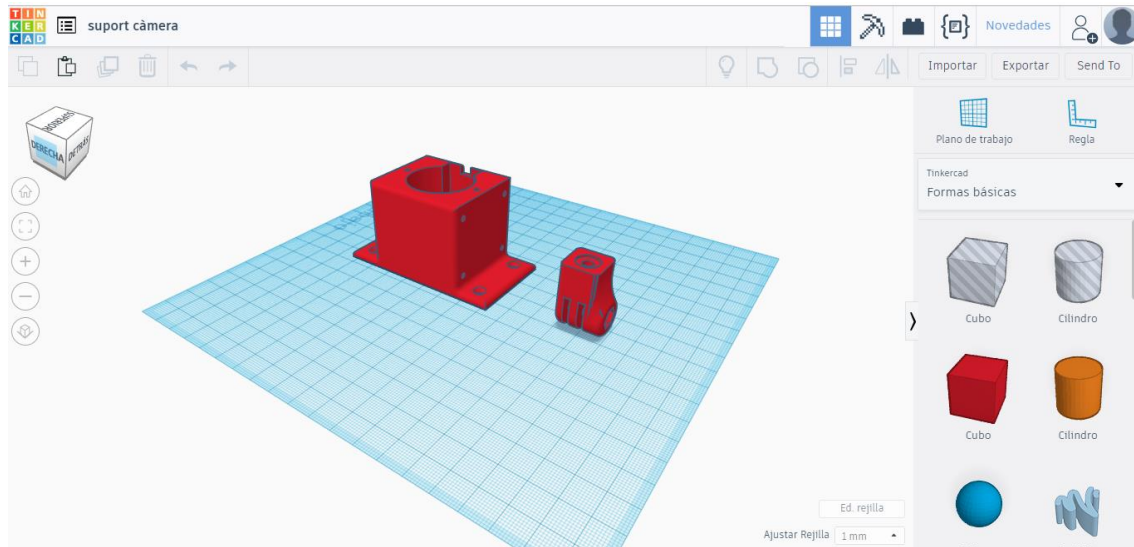 TIN
KER
CAD
suport càmera
Novedades
Importar
Exportar
Send To
SUPERIOR
DERECHA
DETRÁS
Plano de trabajo
Regla
Tinkercad
Formas básicas
Cubo
Cilindro
Cubo
Cilindro
Ed. rejilla
Ajustar Rejilla
1 mm